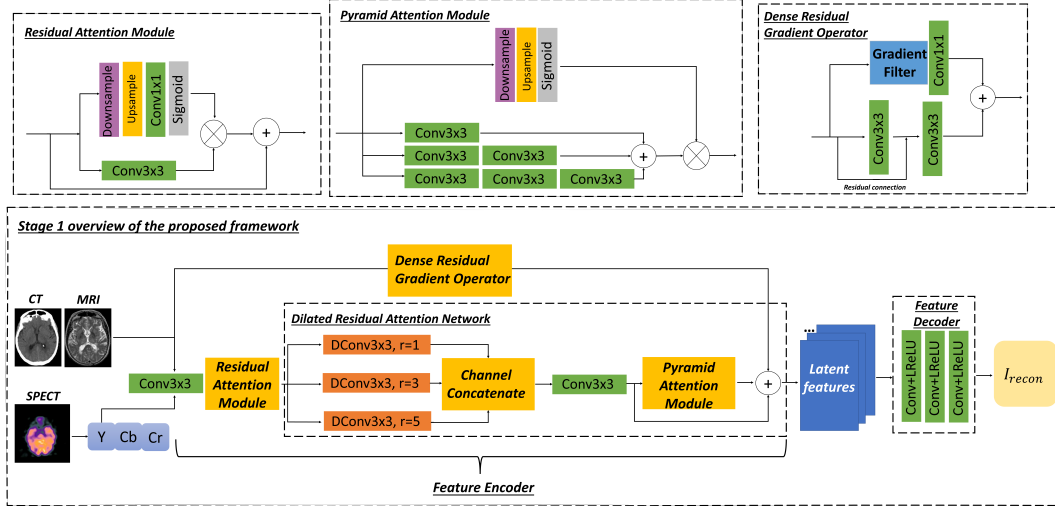 Residual Attention Module
Downsample
Upsample
Conv1x1
Sigmoid
Conv3x3
Pyramid Attention Module
Downsample
Upsample
Sigmoid
Conv3x3
Conv3x3 Conv3x3
Conv3x3 Conv3x3 Conv3x3
Dense Residual
Gradient Operator
Gradient
Filter
Conv1x1
Conv3x3
Conv3x3
Residual connection
Stage 1 overview of the proposed framework
CT MRI
SPECT
Y Cb Cr
Conv3x3
Residual
Attention
Module
Dense Residual
Gradient Operator
Dilated Residual Attention Network
DConv3x3, r=1
DConv3x3, r=3
DConv3x3, r=5
Channel
Concatenate
Conv3x3
Pyramid
Attention
Module
Feature Encoder
...
Latent
features
Feature
Decoder
Conv+LReLU
Conv+LReLU
Conv+LReLU
I_recon